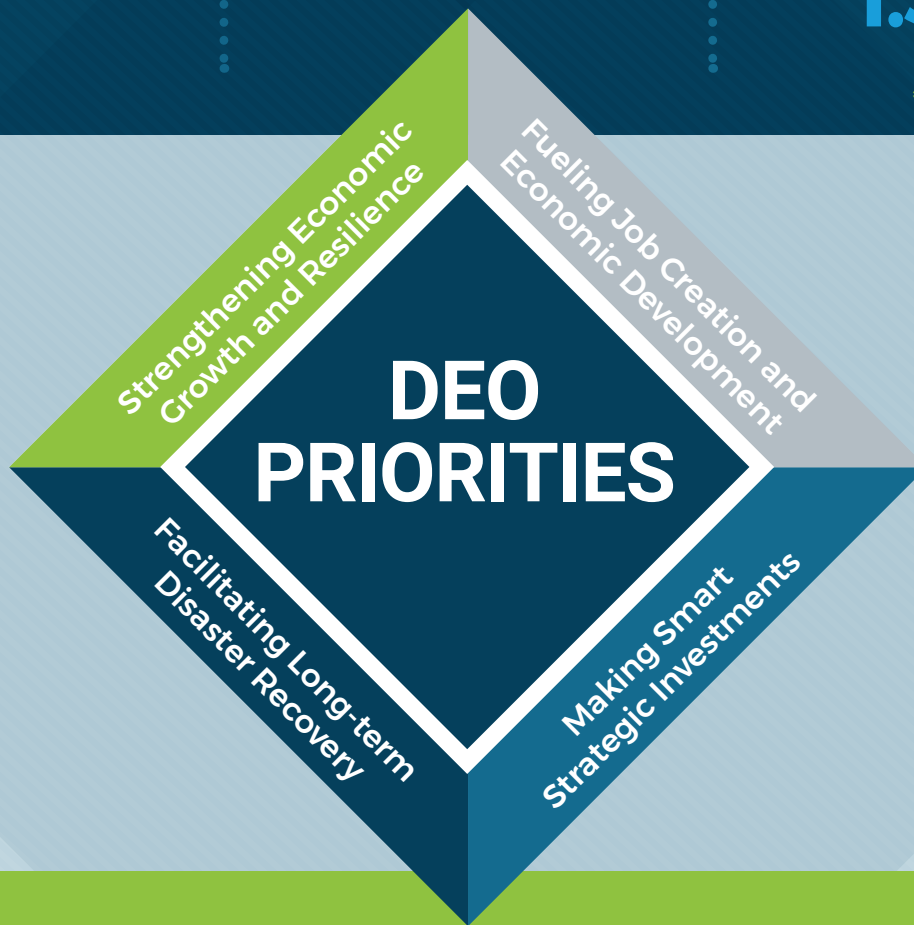 Strengthening Economic
Growth and Resilience
Fueling Job Creation and
Economic Development
DEO
PRIORITIES
Facilitating Long-term
Disaster Recovery
Making Smart
Strategic Investments